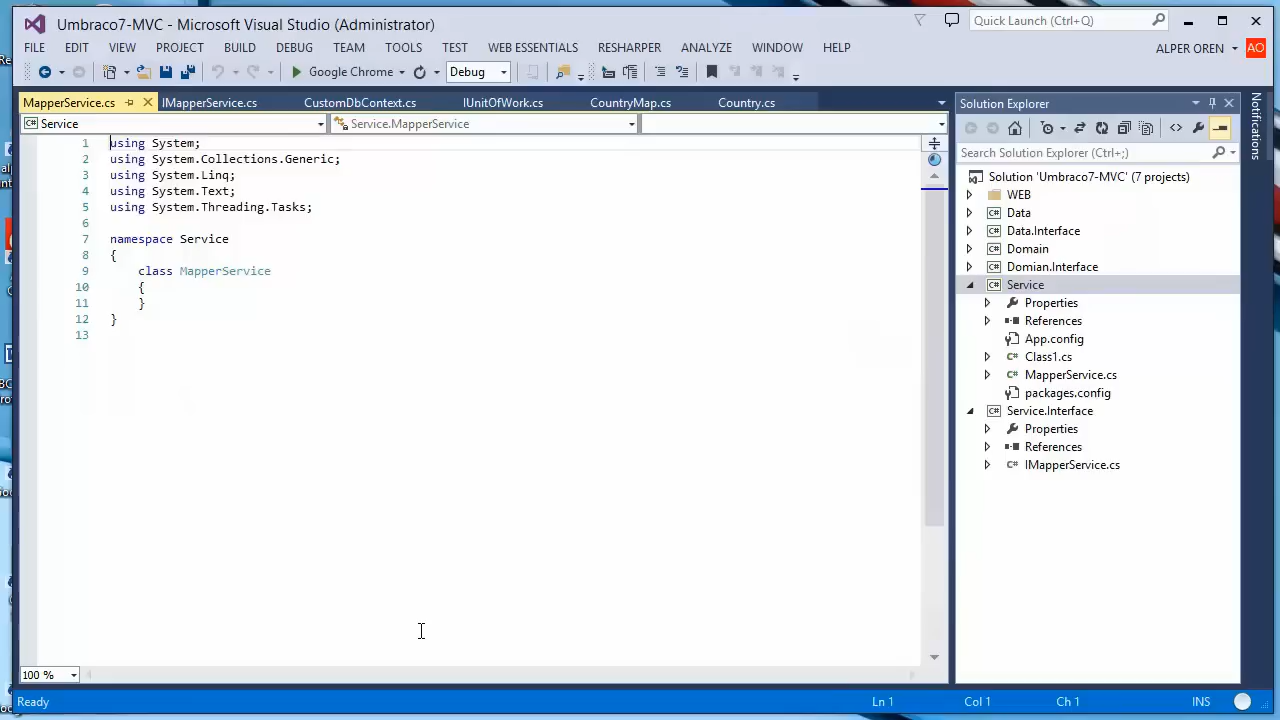 Umbraco7-MVC - Microsoft Visual Studio (Administrator)
Quick Launch (Ctrl+Q)
FILE EDIT VIEW PROJECT BUILD DEBUG TEAM TOOLS TEST WEB ESSENTIALS RESHARPER ANALYZE WINDOW HELP
ALPER OREN AO
Google Chrome Debug
MapperService.cs IMapperService.cs CustomDbContext.cs IUnitOfWork.cs CountryMap.cs Country.cs
Service Service.MapperService
1 using System;
2 using System.Collections.Generic;
3 using System.Linq;
4 using System.Text;
5 using System.Threading.Tasks;
6
7 namespace Service
8 {
9 class MapperService
10 {
11 }
12 }
13
100 %
Solution Explorer
Search Solution Explorer (Ctrl+;)
Solution 'Umbraco7-MVC' (7 projects)
WEB
C# Data
C# Data.Interface
C# Domain
C# Domian.Interface
C# Service
Properties
References
App.config
C# Class1.cs
C# MapperService.cs
packages.config
C# Service.Interface
Properties
References
C# IMapperService.cs
Notifications
Ready Ln 1 Col 1 Ch 1 INS